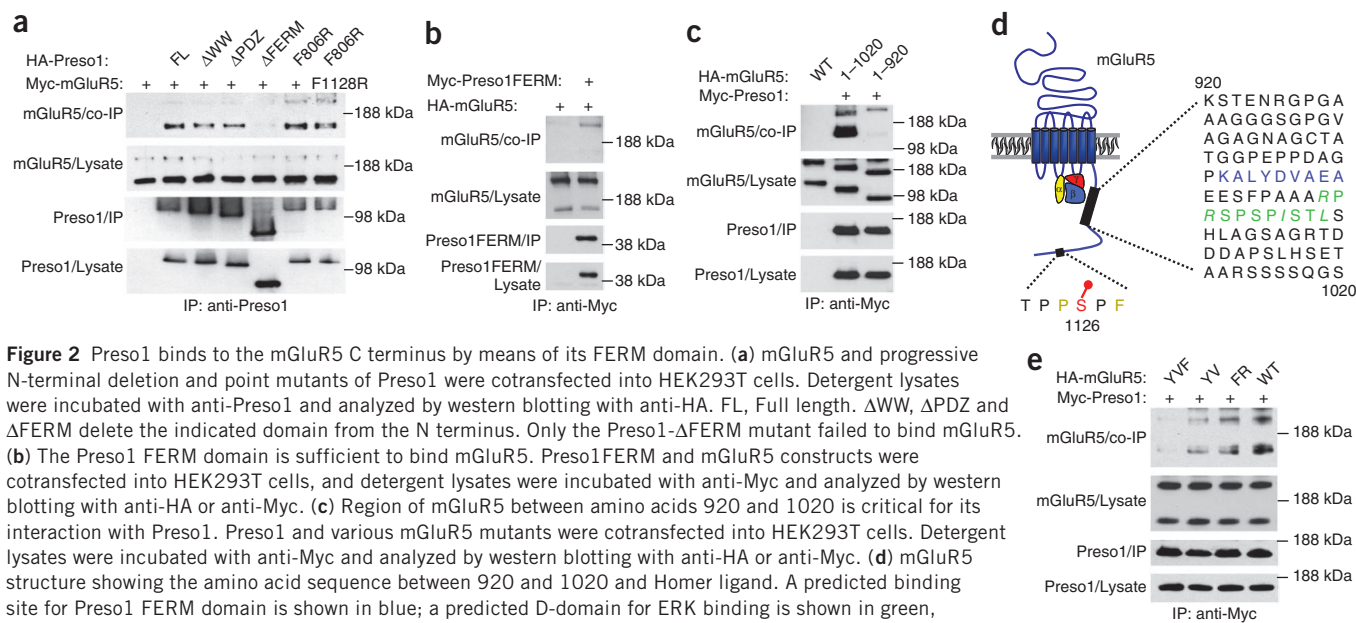 a
HA-Preso1: FL ΔWW ΔPDZ ΔFERM F806R F806R
Myc-mGluR5: + + + + + + F1128R
mGluR5/co-IP
188 kDa
mGluR5/Lysate
188 kDa
Preso1/IP
98 kDa
Preso1/Lysate
98 kDa
IP: anti-Preso1
b
Myc-Preso1FERM: +
HA-mGluR5: + +
mGluR5/co-IP
188 kDa
mGluR5/Lysate
188 kDa
Preso1FERM/IP
38 kDa
Preso1FERM/
Lysate
38 kDa
IP: anti-Myc
c
HA-mGluR5: WT 1–1020 1–920
Myc-Preso1: + +
mGluR5/co-IP
188 kDa
98 kDa
mGluR5/Lysate
188 kDa
98 kDa
Preso1/IP
188 kDa
Preso1/Lysate
188 kDa
IP: anti-Myc
d
mGluR5
α
γ
β
T P P S P F
1126
920
K S T E N R G P G A
A A G G G S G P G V
A G A G N A G C T A
T G G P E P P D A G
P K A L Y D V A E A
E E S F P A A A R P
R S P S P I S T L S
H L A G S A G R T D
D D A P S L H S E T
A A R S S S S Q G S
1020
e
HA-mGluR5: YVF YV FR WT
Myc-Preso1: + + + +
mGluR5/co-IP
188 kDa
mGluR5/Lysate
188 kDa
Preso1/IP
188 kDa
Preso1/Lysate
188 kDa
IP: anti-Myc
Figure 2 Preso1 binds to the mGluR5 C terminus by means of its FERM domain. (a) mGluR5 and progressive
N-terminal deletion and point mutants of Preso1 were cotransfected into HEK293T cells. Detergent lysates
were incubated with anti-Preso1 and analyzed by western blotting with anti-HA. FL, Full length. ΔWW, ΔPDZ and
ΔFERM delete the indicated domain from the N terminus. Only the Preso1-ΔFERM mutant failed to bind mGluR5.
(b) The Preso1 FERM domain is sufficient to bind mGluR5. Preso1FERM and mGluR5 constructs were
cotransfected into HEK293T cells, and detergent lysates were incubated with anti-Myc and analyzed by western
blotting with anti-HA or anti-Myc. (c) Region of mGluR5 between amino acids 920 and 1020 is critical for its
interaction with Preso1. Preso1 and various mGluR5 mutants were cotransfected into HEK293T cells. Detergent
lysates were incubated with anti-Myc and analyzed by western blotting with anti-HA or anti-Myc. (d) mGluR5
structure showing the amino acid sequence between 920 and 1020 and Homer ligand. A predicted binding
site for Preso1 FERM domain is shown in blue; a predicted D-domain for ERK binding is shown in green,